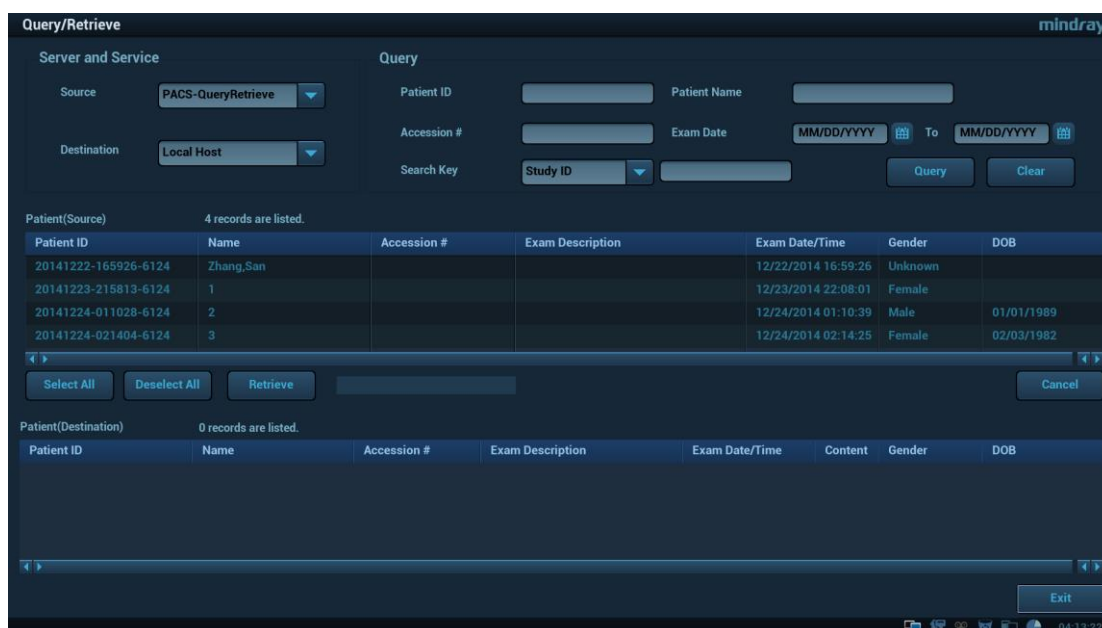 Query/Retrieve mindray
Server and Service Query
Source PACS-QueryRetrieve Patient ID Patient Name
Accession # Exam Date MM/DD/YYYY To MM/DD/YYYY
Destination Local Host
Search Key Study ID Query Clear
Patient(Source) 4 records are listed.
Patient ID Name Accession # Exam Description Exam Date/Time Gender DOB
20141222-165926-6124 Zhang,San 12/22/2014 16:59:26 Unknown
20141223-215813-6124 1 12/23/2014 22:08:01 Female
20141224-011028-6124 2 12/24/2014 01:10:39 Male 01/01/1989
20141224-021404-6124 3 12/24/2014 02:14:25 Female 02/03/1982
Select All Deselect All Retrieve Cancel
Patient(Destination) 0 records are listed.
Patient ID Name Accession # Exam Description Exam Date/Time Content Gender DOB
Exit